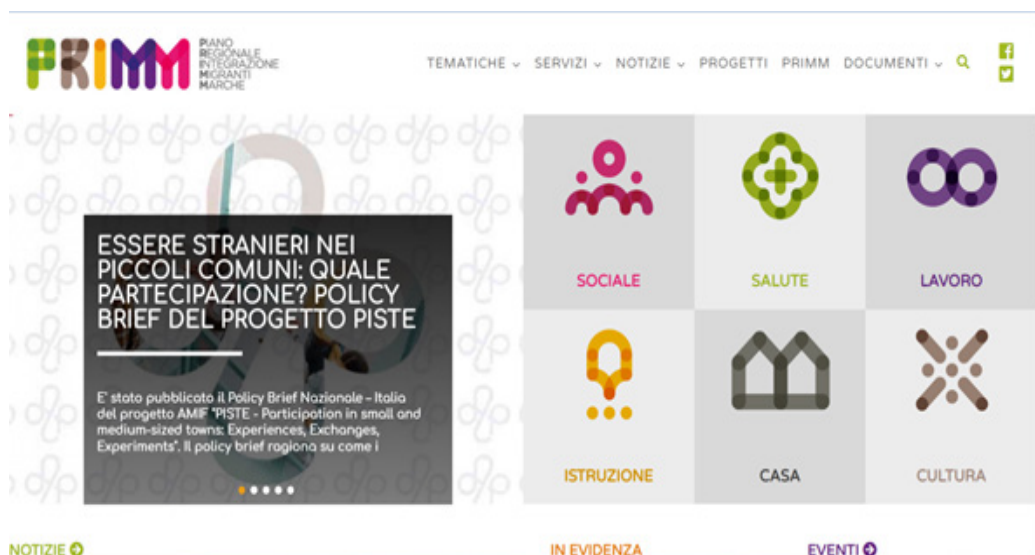 PRIMM
PIANO
REGIONALE
INTEGRAZIONE
MIGRANTI
MARCHE
TEMATICHE SERVIZI NOTIZIE PROGETTI PRIMM DOCUMENTI
ESSERE STRANIERI NEI
PICCOLI COMUNI: QUALE
PARTECIPAZIONE? POLICY
BRIEF DEL PROGETTO PISTE
E' stato pubblicato il Policy Brief Nazionale – Italia
del progetto AMIF "PISTE - Participation in small and
medium-sized towns: Experiences, Exchanges,
Experiments". Il policy brief ragiona su come i
SOCIALE
SALUTE
LAVORO
ISTRUZIONE
CASA
CULTURA
NOTIZIE
IN EVIDENZA
EVENTI